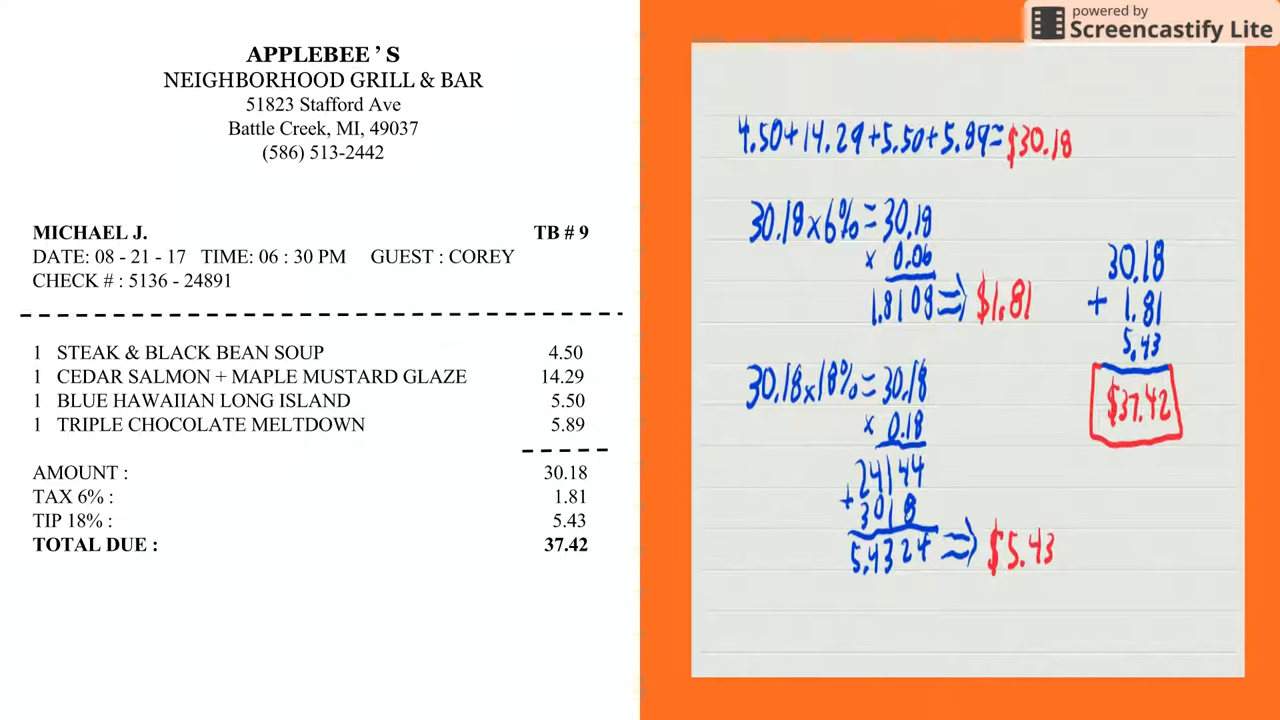 powered by
Screencastify Lite
APPLEBEE ’ S
NEIGHBORHOOD GRILL & BAR
51823 Stafford Ave
Battle Creek, MI, 49037
(586) 513-2442
MICHAEL J. TB # 9
DATE: 08 - 21 - 17 TIME: 06 : 30 PM GUEST : COREY
CHECK # : 5136 - 24891
1 STEAK & BLACK BEAN SOUP 4.50
1 CEDAR SALMON + MAPLE MUSTARD GLAZE 14.29
1 BLUE HAWAIIAN LONG ISLAND 5.50
1 TRIPLE CHOCOLATE MELTDOWN 5.89
AMOUNT : 30.18
TAX 6% : 1.81
TIP 18% : 5.43
TOTAL DUE : 37.42
4.50+14.29+5.50+5.89=$30.18
30.18x6%=30.18
x 0.06
1.8108⇒$1.81
30.18x18%=30.18
x 0.18
24144
+3018
5.4324⇒$5.43
30.18
+ 1.81
5.43
$37.42